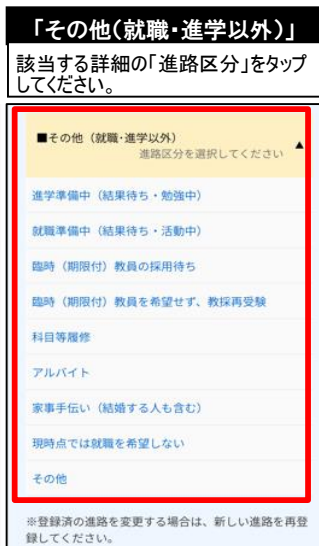 「その他(就職・進学以外)」
該当する詳細の「進路区分」をタップ
してください。
■その他（就職・進学以外）
進路区分を選択してください
▲
進学準備中（結果待ち・勉強中）
就職準備中（結果待ち・活動中）
臨時（期限付）教員の採用待ち
臨時（期限付）教員を希望せず、教採再受験
科目等履修
アルバイト
家事手伝い（結婚する人も含む）
現時点では就職を希望しない
その他
※登録済の進路を変更する場合は、新しい進路を再登
録してください。